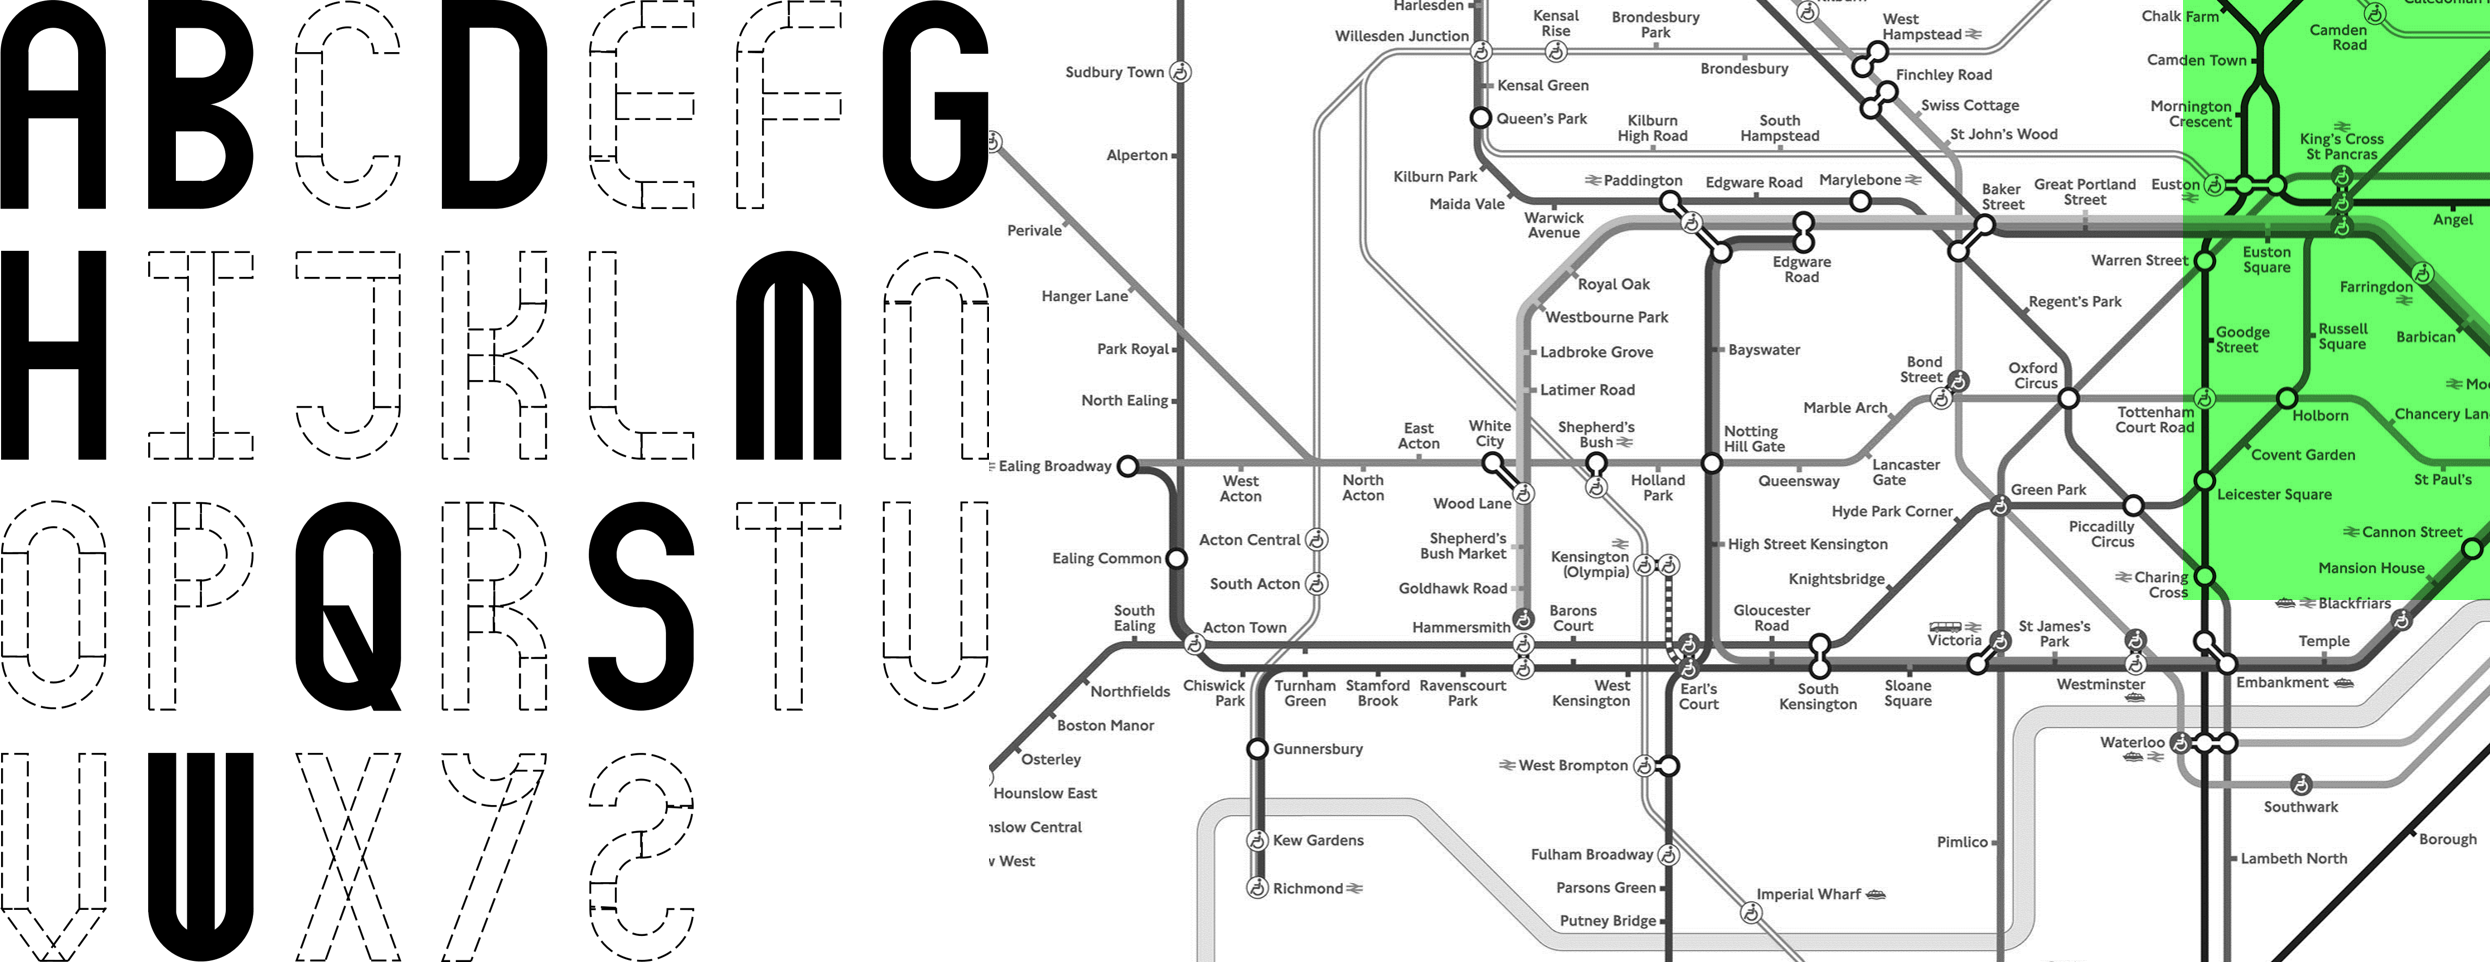 A B C D E F G
H I J K L M N
O P Q R S T U
V W X Y Z
Harlesden
Willesden Junction
Kensal
Rise
Brondesbury
Park
West
Hampstead
Brondesbury
Finchley Road
Swiss Cottage
St John's Wood
Sudbury Town
Kensal Green
Queen's Park
Kilburn
High Road
South
Hampstead
Alperton
Kilburn Park
Maida Vale
Warwick
Avenue
Paddington
Edgware Road
Marylebone
Baker
Street
Great Portland
Street
Chalk Farm
Camden
Road
Camden Town
Mornington
Crescent
King's Cross
St Pancras
Euston
Angel
Warren Street
Euston
Square
Farringdon
Barbican
Perivale
Hanger Lane
Park Royal
North Ealing
Royal Oak
Westbourne Park
Ladbroke Grove
Latimer Road
Edgware
Road
Bayswater
Regent's Park
Goodge
Street
Russell
Square
Bond
Street
Oxford
Circus
Marble Arch
Tottenham
Court Road
Holborn
Chancery
Covent Garden
St Paul's
Ealing Broadway
West
Acton
North
Acton
East
Acton
White
City
Shepherd's
Bush
Wood Lane
Holland
Park
Notting
Hill Gate
Queensway
Lancaster
Gate
Green Park
Hyde Park Corner
Piccadilly
Circus
Leicester Square
Cannon Street
Mansion House
Ealing Common
Acton Central
South Acton
Shepherd's
Bush Market
Goldhawk Road
Kensington
(Olympia)
High Street Kensington
Knightsbridge
Charing
Cross
Blackfriars
South
Ealing
Acton Town
Hammersmith
Barons
Court
Gloucester
Road
Victoria
St James's
Park
Temple
Northfields
Boston Manor
Osterley
Hounslow East
Chiswick
Park
Turnham
Green
Stamford
Brook
Ravenscourt
Park
West
Kensington
Earl's
Court
South
Kensington
Sloane
Square
Westminster
Embankment
Gunnersbury
West Brompton
Waterloo
Southwark
Central
West
Kew Gardens
Richmond
Fulham Broadway
Parsons Green
Putney Bridge
Imperial Wharf
Pimlico
Lambeth North
Borough